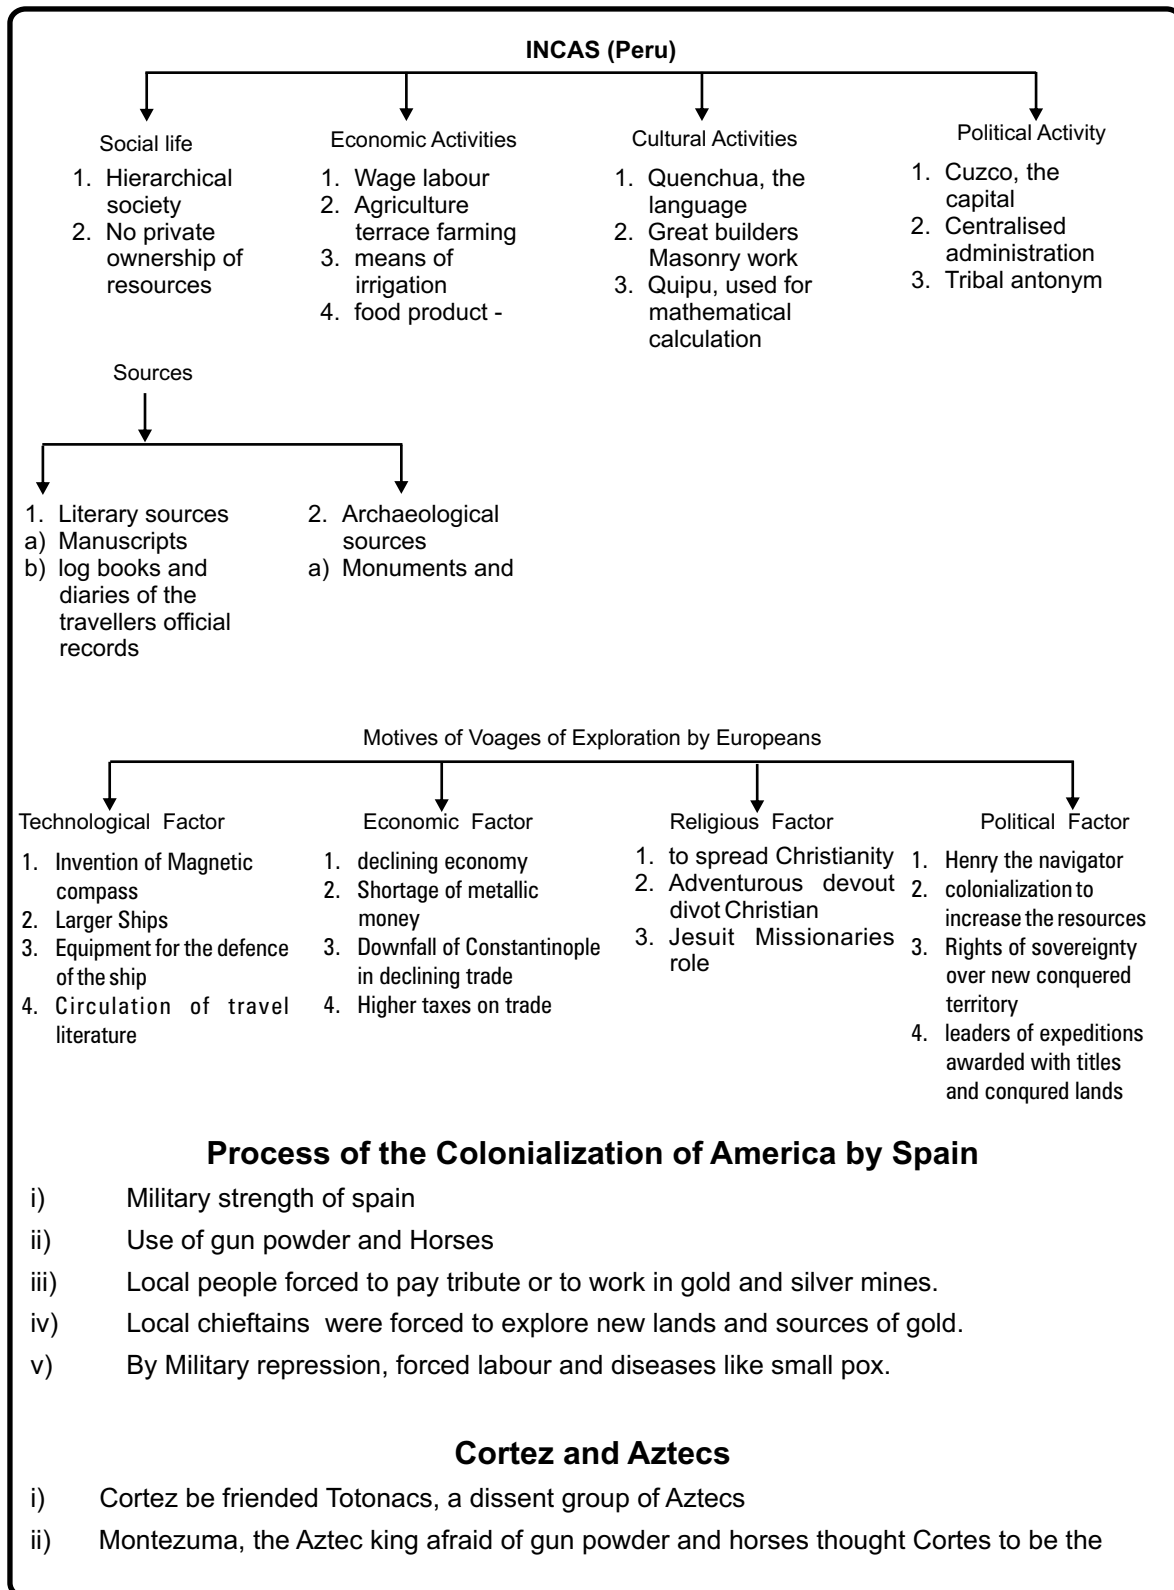 INCAS (Peru)
Social life
1. Hierarchical
society
2. No private
ownership of
resources
Economic Activities
1. Wage labour
2. Agriculture
terrace farming
3. means of
irrigation
4. food product -
Cultural Activities
1. Quenchua, the
language
2. Great builders
Masonry work
3. Quipu, used for
mathematical
calculation
Political Activity
1. Cuzco, the
capital
2. Centralised
administration
3. Tribal antonym
Sources
1. Literary sources
a) Manuscripts
b) log books and
diaries of the
travellers official
records
2. Archaeological
sources
a) Monuments and
Motives of Voages of Exploration by Europeans
Technological Factor
1. Invention of Magnetic
compass
2. Larger Ships
3. Equipment for the defence
of the ship
4. Circulation of travel
literature
Economic Factor
1. declining economy
2. Shortage of metallic
money
3. Downfall of Constantinople
in declining trade
4. Higher taxes on trade
Religious Factor
1. to spread Christianity
2. Adventurous devout
divot Christian
3. Jesuit Missionaries
role
Political Factor
1. Henry the navigator
2. colonialization to
increase the resources
3. Rights of sovereignty
over new conquered
territory
4. leaders of expeditions
awarded with titles
and conqured lands
Process of the Colonialization of America by Spain
i) Military strength of spain
ii) Use of gun powder and Horses
iii) Local people forced to pay tribute or to work in gold and silver mines.
iv) Local chieftains were forced to explore new lands and sources of gold.
v) By Military repression, forced labour and diseases like small pox.
Cortez and Aztecs
i) Cortez be friended Totonacs, a dissent group of Aztecs
ii) Montezuma, the Aztec king afraid of gun powder and horses thought Cortes to be the